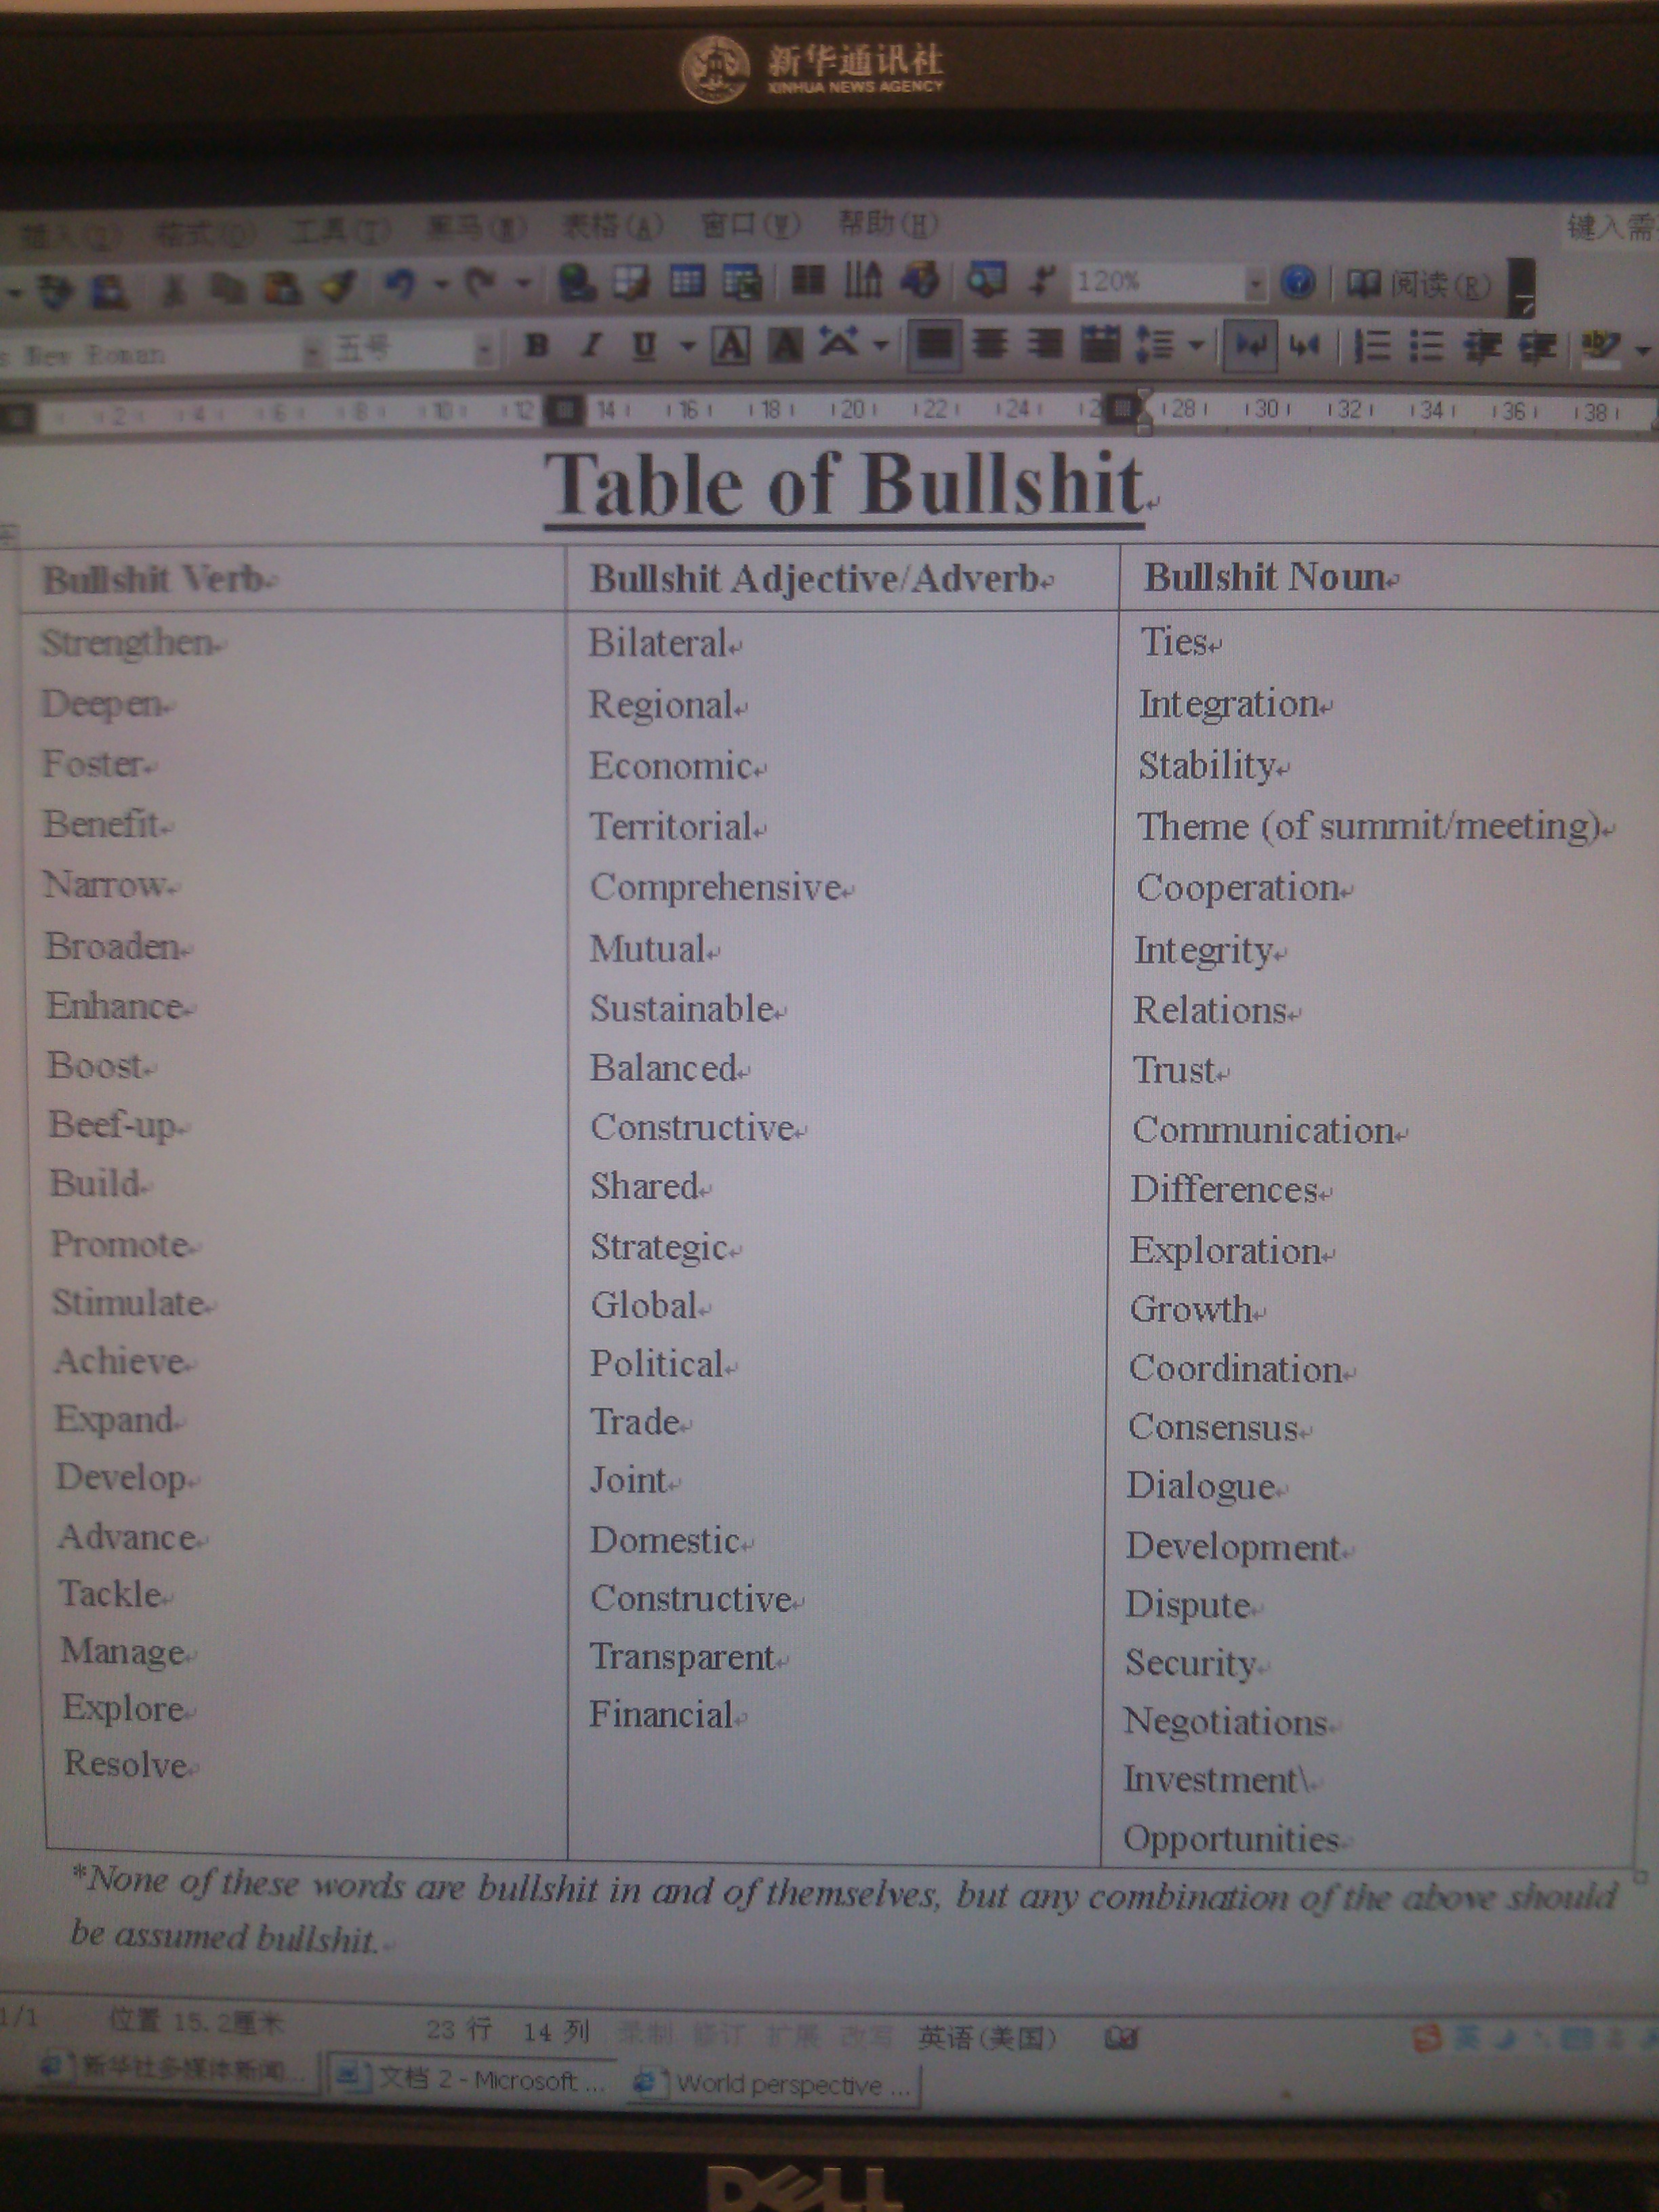 新华通讯社
XINHUA NEWS AGENCY
插入(I) 格式(O) 工具(T) 黑马(M) 表格(A) 窗口(W) 帮助(H) 键入需
120% 阅读(R)
s New Roman 五号 B I U A A
2 4 6 8 10 12 14 16 18 20 22 24 2 28 30 32 34 36 38
Table of Bullshit
Bullshit Verb Bullshit Adjective/Adverb Bullshit Noun
Strengthen Bilateral Ties
Deepen Regional Integration
Foster Economic Stability
Benefit Territorial Theme (of summit/meeting)
Narrow Comprehensive Cooperation
Broaden Mutual Integrity
Enhance Sustainable Relations
Boost Balanced Trust
Beef-up Constructive Communication
Build Shared Differences
Promote Strategic Exploration
Stimulate Global Growth
Achieve Political Coordination
Expand Trade Consensus
Develop Joint Dialogue
Advance Domestic Development
Tackle Constructive Dispute
Manage Transparent Security
Explore Financial Negotiations
Resolve Investment\
Opportunities
*None of these words are bullshit in and of themselves, but any combination of the above should
be assumed bullshit.
1/1 位置 15.2厘米 23 行 14 列 录制 修订 扩展 改写 英语(美国) 英
新华社多媒体新闻... 文档 2 - Microsoft ... World perspective ...
DELL